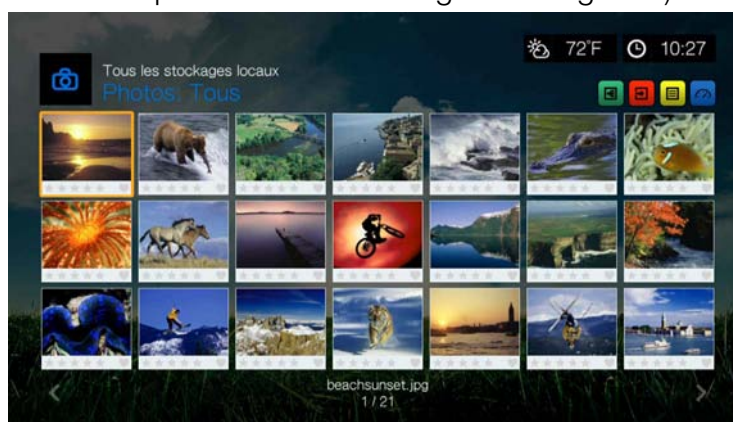 72°F 10:27
Tous les stockages locaux
Photos: Tous
beachsunset.jpg
1 / 21